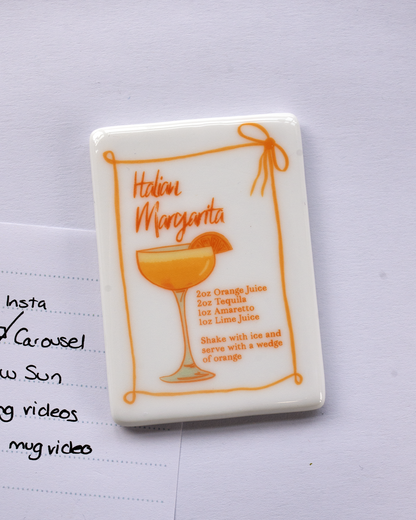 Italian
Margarita
2oz Orange Juice
2oz Tequila
1oz Amaretto
1oz Lime Juice
Shake with ice and
serve with a wedge
of orange
Insta
Carousel
Sun
videos
mug video